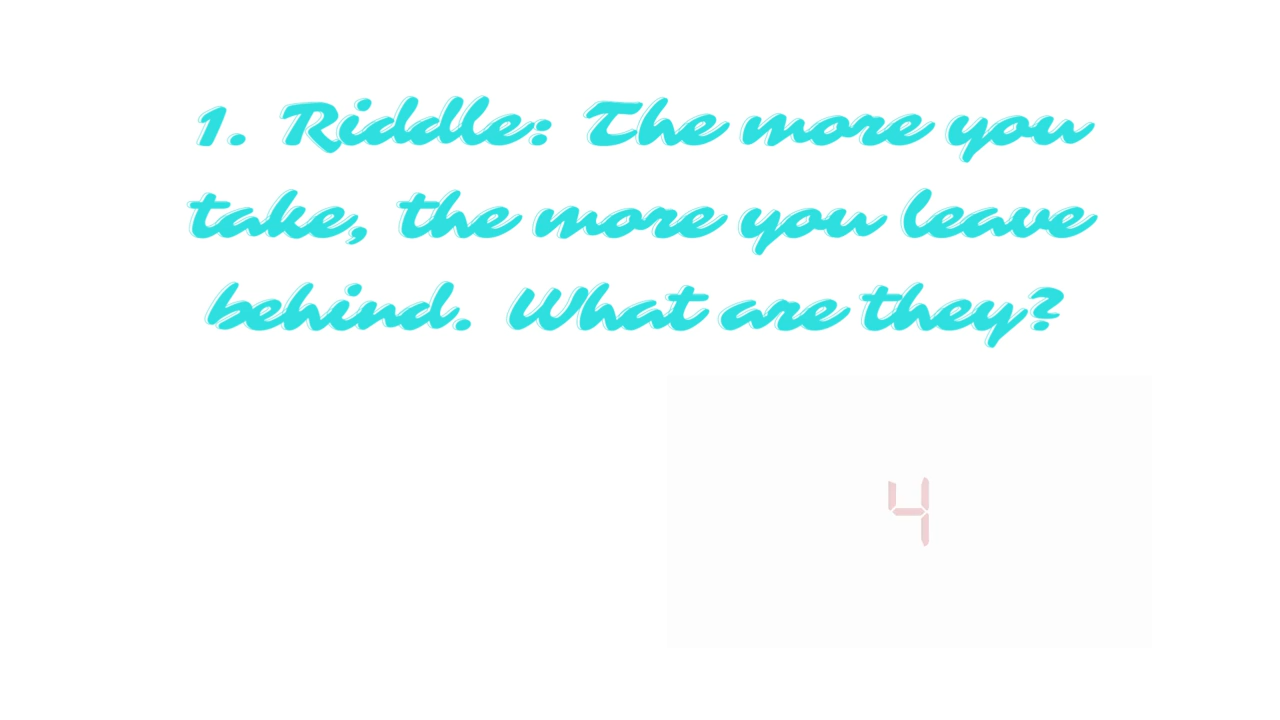 1. Riddle: The more you
take, the more you leave
behind. What are they?
4